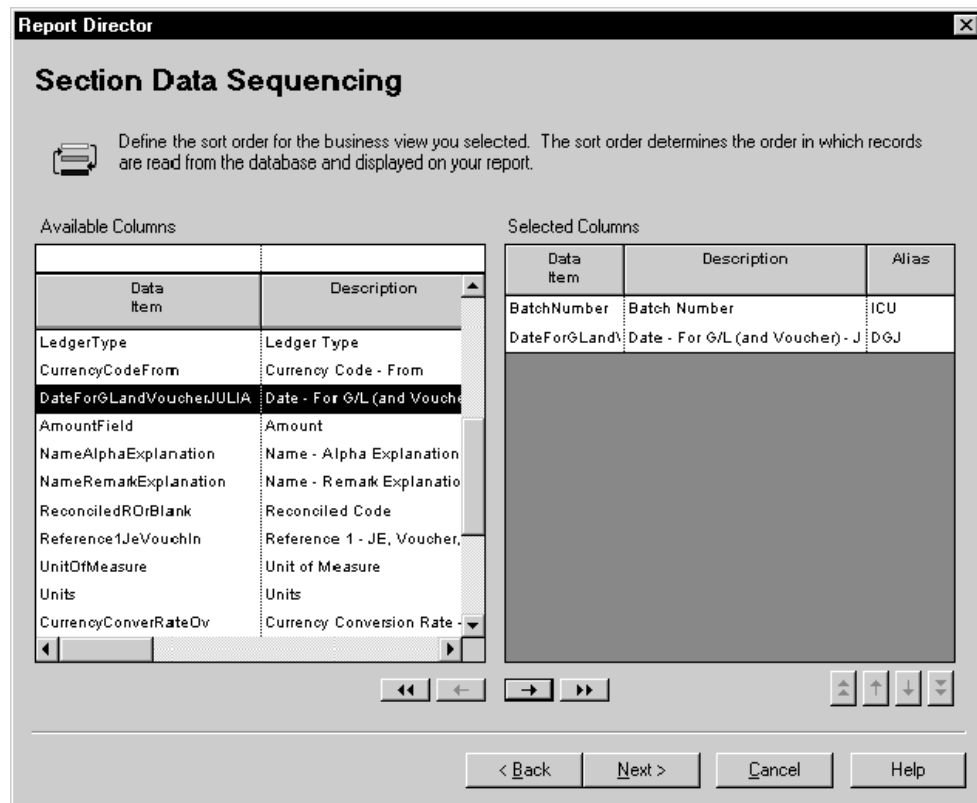 Report Director
Section Data Sequencing
Define the sort order for the business view you selected. The sort order determines the order in which records
are read from the database and displayed on your report.
Available Columns
Data Item Description
LedgerType Ledger Type
CurrencyCodeFrom Currency Code - From
DateForGLandVoucherJULIA Date - For G/L (and Vouche
AmountField Amount
NameAlphaExplanation Name - Alpha Explanation
NameRemarkExplanation Name - Remark Explanatio
ReconciledROrBlank Reconciled Code
Reference1JeVouchIn Reference 1 - JE, Voucher,
UnitOfMeasure Unit of Measure
Units Units
CurrencyConverRateOv Currency Conversion Rate -
Selected Columns
Data Item Description Alias
BatchNumber Batch Number ICU
DateForGLand\ Date - For G/L (and Voucher) - J DGJ
< Back Next > Cancel Help